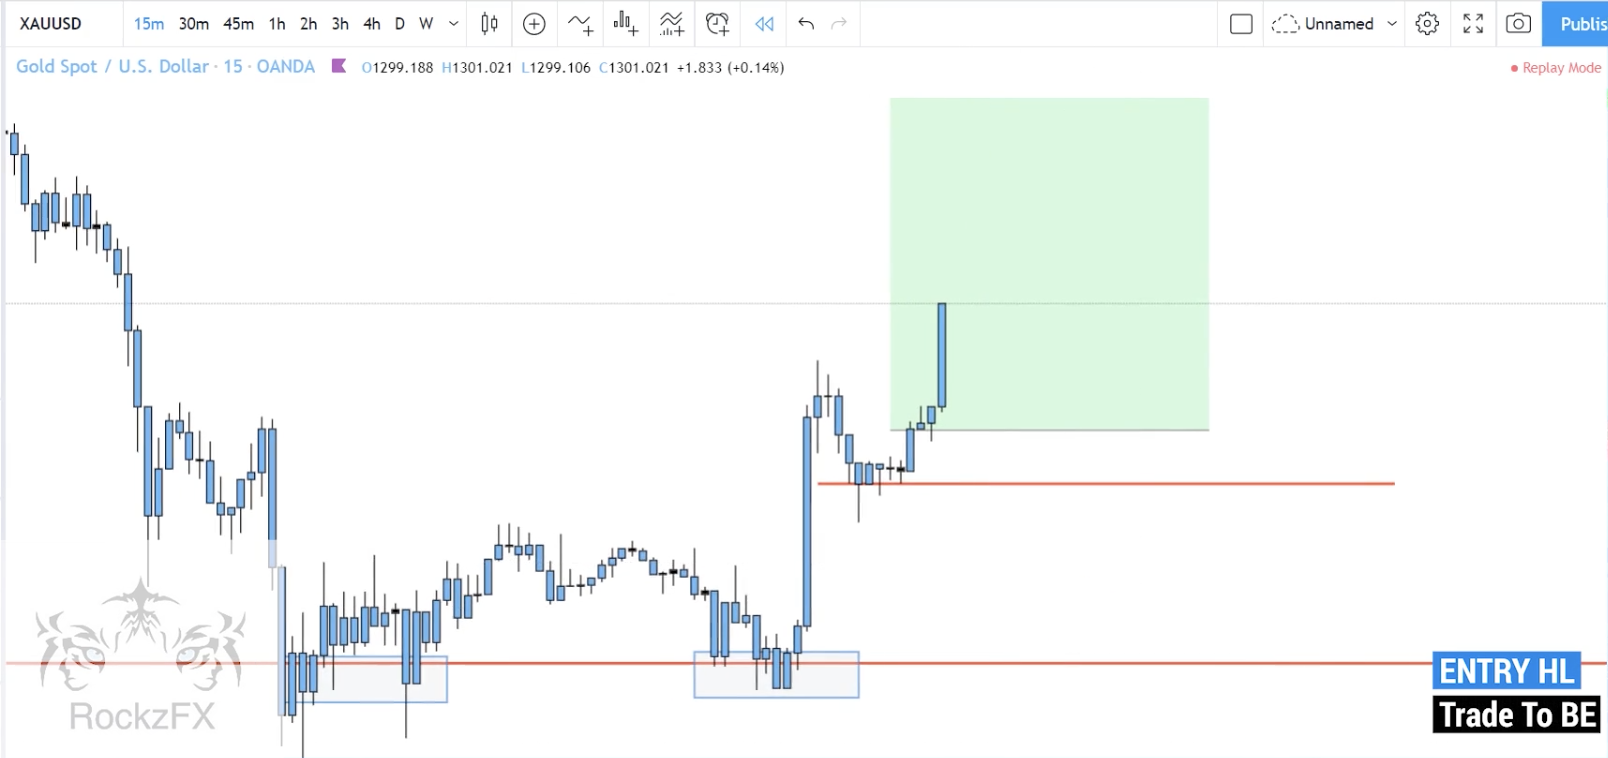 XAUUSD 15m 30m 45m 1h 2h 3h 4h D W Unnamed Publis
Gold Spot / U.S. Dollar · 15 · OANDA O1299.188 H1301.021 L1299.106 C1301.021 +1.833 (+0.14%) Replay Mode
ENTRY HL
Trade To BE
RockzFX